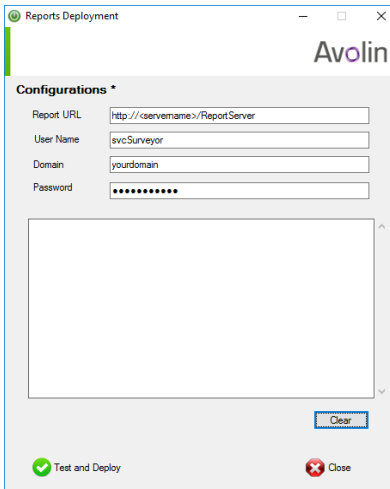 Reports Deployment
Avolin
Configurations *
Report URL http://<servername>/ReportServer
User Name svcSurveyor
Domain yourdomain
Password •••••••••••
Clear
Test and Deploy Close